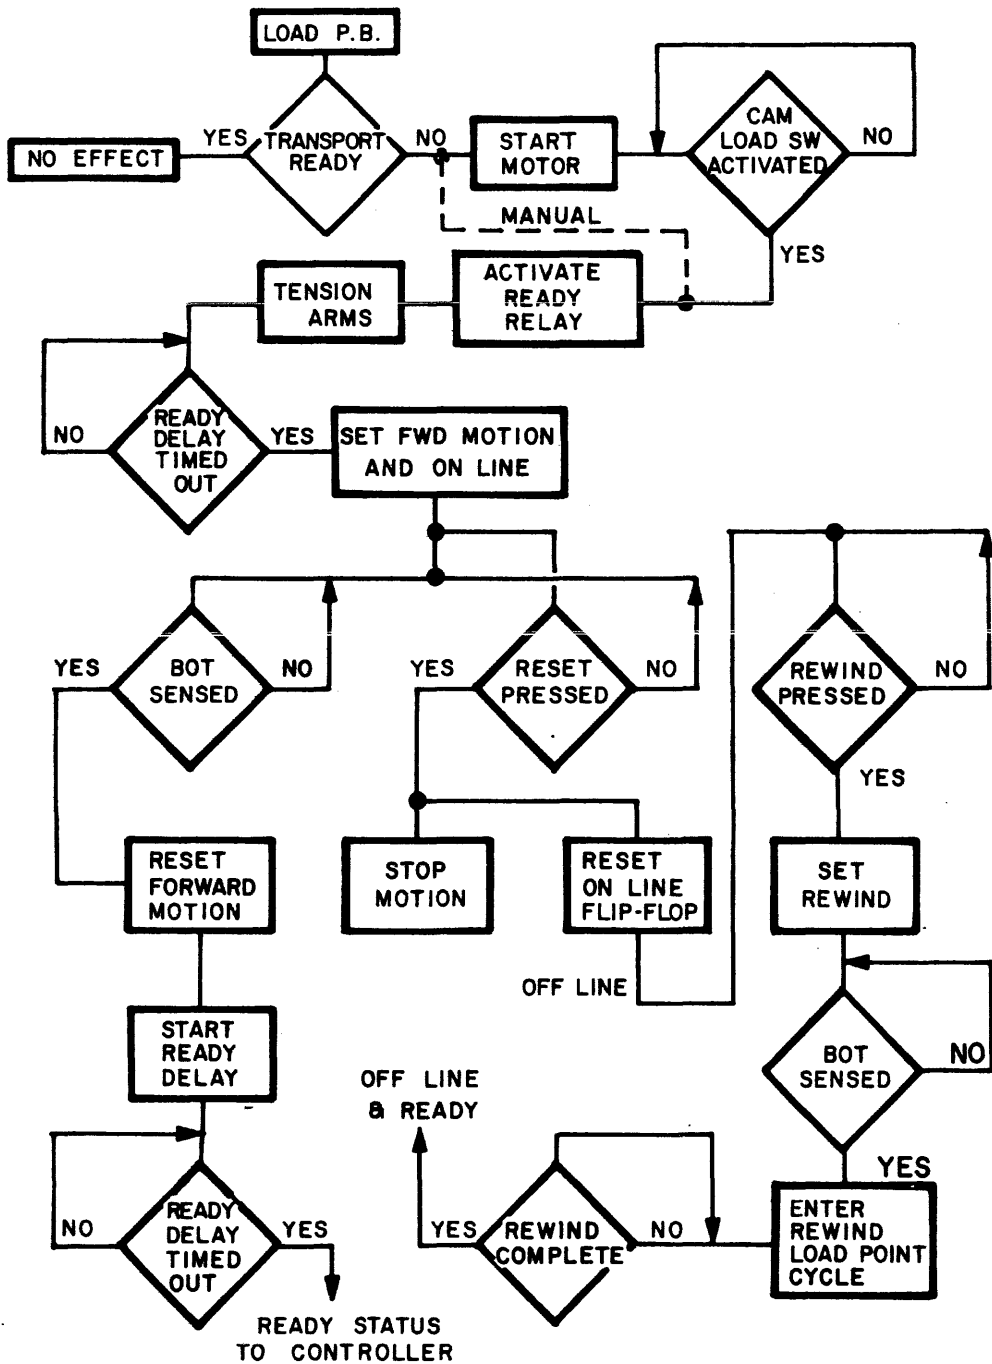 LOAD P.B.
NO EFFECT
YES
TRANSPORT
READY
NO
START
MOTOR
CAM
LOAD SW
ACTIVATED
NO
YES
MANUAL
ACTIVATE
READY
RELAY
TENSION
ARMS
READY
DELAY
TIMED
OUT
NO
YES
SET FWD MOTION
AND ON LINE
YES
BOT
SENSED
NO
YES
RESET
PRESSED
NO
REWIND
PRESSED
NO
YES
RESET
FORWARD
MOTION
STOP
MOTION
RESET
ON LINE
FLIP-FLOP
SET
REWIND
OFF LINE
START
READY
DELAY
BOT
SENSED
NO
YES
OFF LINE
& READY
NO
READY
DELAY
TIMED
OUT
YES
YES
REWIND
COMPLETE
NO
ENTER
REWIND
LOAD POINT
CYCLE
READY STATUS
TO CONTROLLER